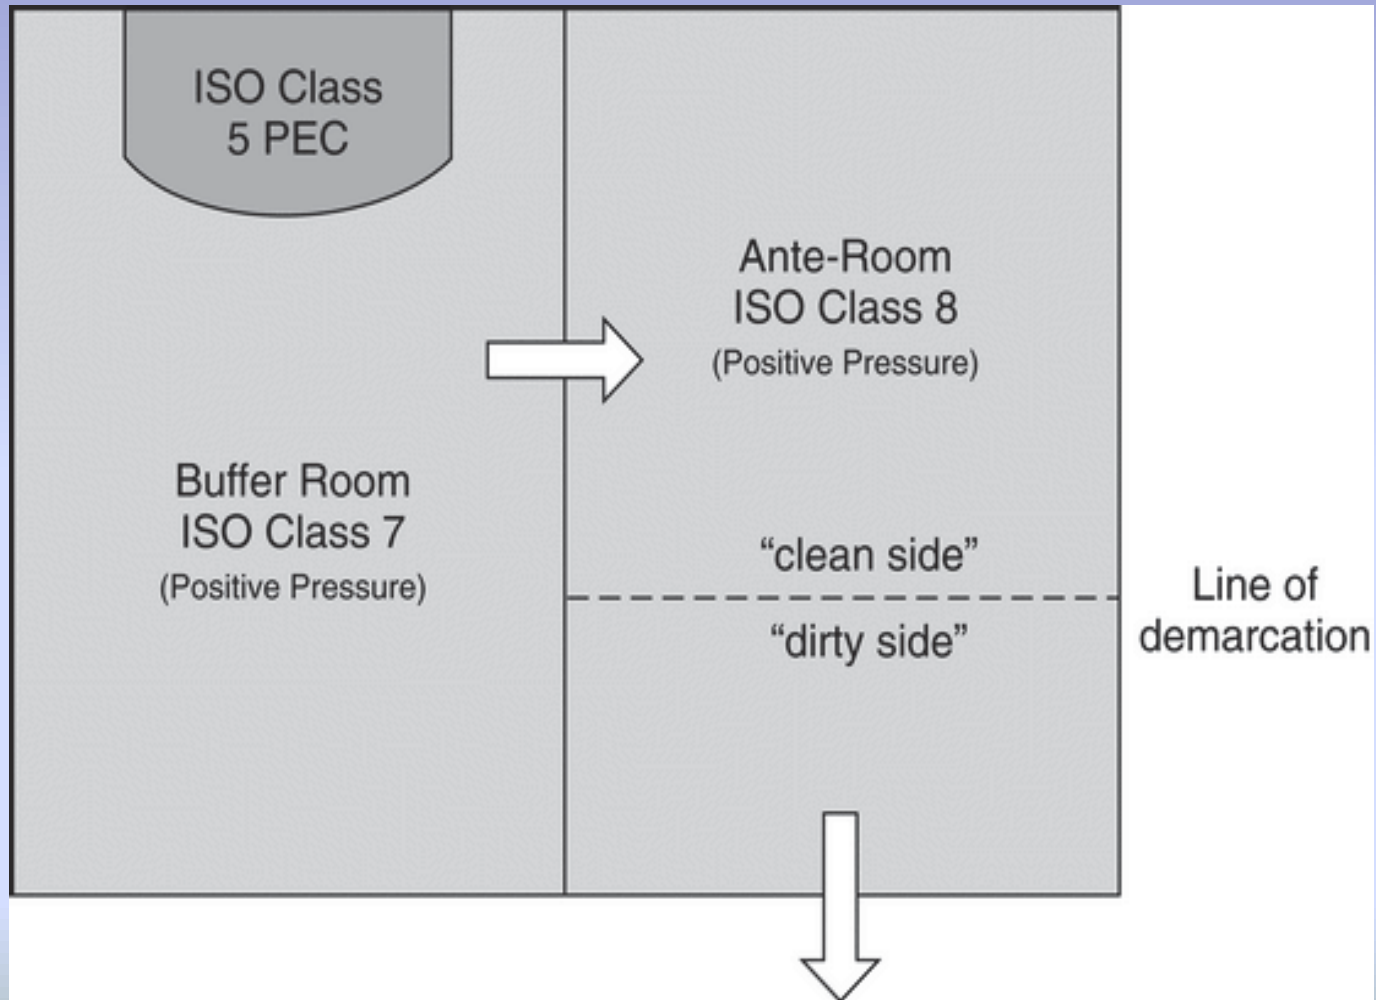 ISO Class
5 PEC
Ante-Room
ISO Class 8
(Positive Pressure)
Buffer Room
ISO Class 7
(Positive Pressure)
“clean side”
“dirty side”
Line of
demarcation